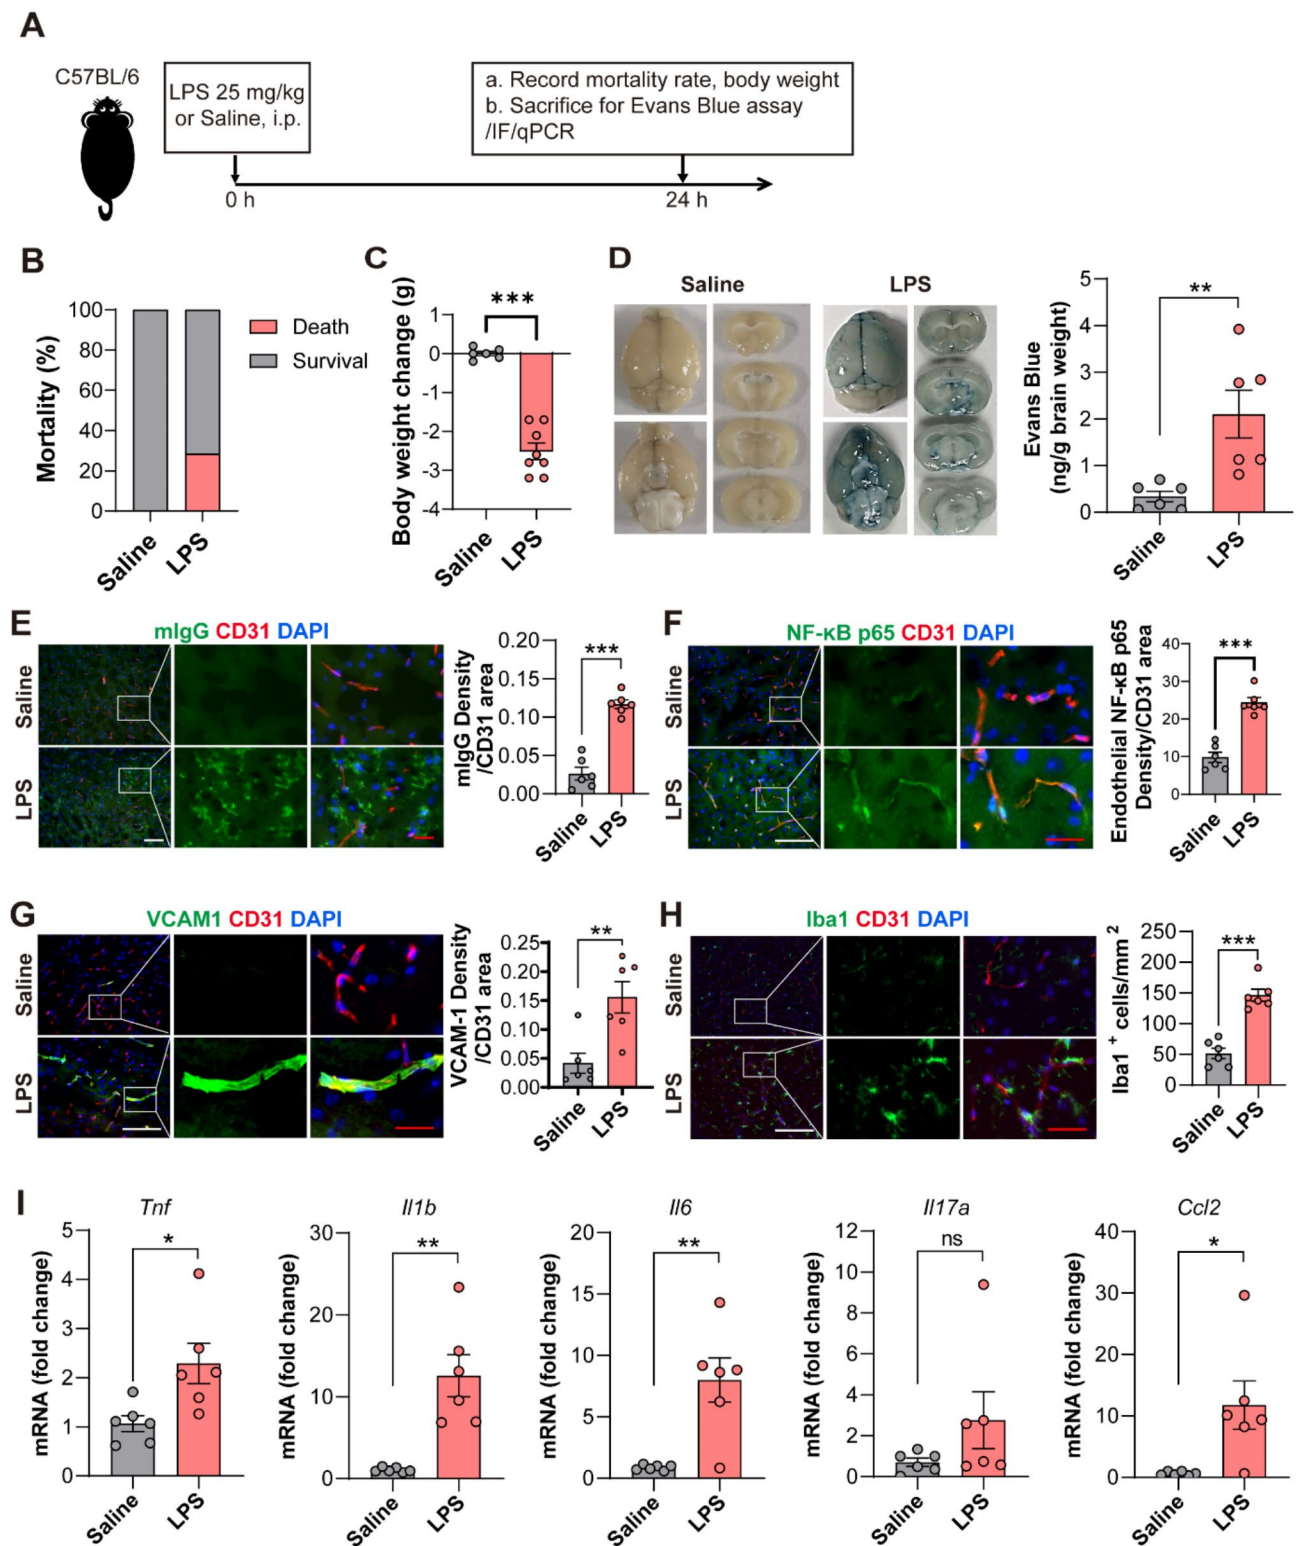 A
C57BL/6
LPS 25 mg/kg
or Saline, i.p.
a. Record mortality rate, body weight
b. Sacrifice for Evans Blue assay
/IF/qPCR
0 h
24 h
B
Mortality (%)
100
80
60
40
20
0
Saline
LPS
Death
Survival
C
Body weight change (g)
***
1
0
-1
-2
-3
-4
Saline
LPS
D
Saline
LPS
Evans Blue
(ng/g brain weight)
**
5
4
3
2
1
0
Saline
LPS
E
mIgG CD31 DAPI
Saline
LPS
mIgG Density
/CD31 area
***
0.20
0.15
0.10
0.05
0.00
Saline
LPS
F
NF-κB p65 CD31 DAPI
Saline
LPS
Endothelial NF-κB p65
Density/CD31 area
***
40
30
20
10
0
Saline
LPS
G
VCAM1 CD31 DAPI
Saline
LPS
VCAM-1 Density
/CD31 area
**
0.25
0.20
0.15
0.10
0.05
0.00
Saline
LPS
H
Iba1 CD31 DAPI
Saline
LPS
Iba1 + cells/mm2
***
250
200
150
100
50
0
Saline
LPS
I
Tnf
mRNA (fold change)
*
5
4
3
2
1
0
Saline
LPS
Il1b
mRNA (fold change)
**
30
20
10
0
Saline
LPS
Il6
mRNA (fold change)
**
20
15
10
5
0
Saline
LPS
Il17a
mRNA (fold change)
ns
12
10
8
6
4
2
0
Saline
LPS
Ccl2
mRNA (fold change)
*
40
30
20
10
0
Saline
LPS